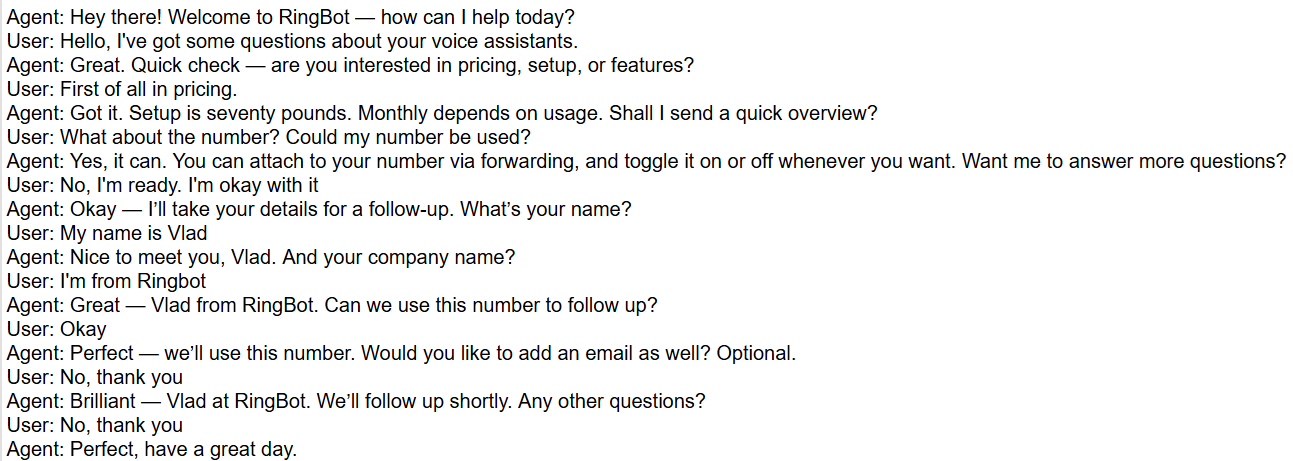 Agent: Hey there! Welcome to RingBot — how can I help today?
User: Hello, I've got some questions about your voice assistants.
Agent: Great. Quick check — are you interested in pricing, setup, or features?
User: First of all in pricing.
Agent: Got it. Setup is seventy pounds. Monthly depends on usage. Shall I send a quick overview?
User: What about the number? Could my number be used?
Agent: Yes, it can. You can attach to your number via forwarding, and toggle it on or off whenever you want. Want me to answer more questions?
User: No, I'm ready. I'm okay with it
Agent: Okay — I’ll take your details for a follow-up. What’s your name?
User: My name is Vlad
Agent: Nice to meet you, Vlad. And your company name?
User: I'm from Ringbot
Agent: Great — Vlad from RingBot. Can we use this number to follow up?
User: Okay
Agent: Perfect — we’ll use this number. Would you like to add an email as well? Optional.
User: No, thank you
Agent: Brilliant — Vlad at RingBot. We’ll follow up shortly. Any other questions?
User: No, thank you
Agent: Perfect, have a great day.